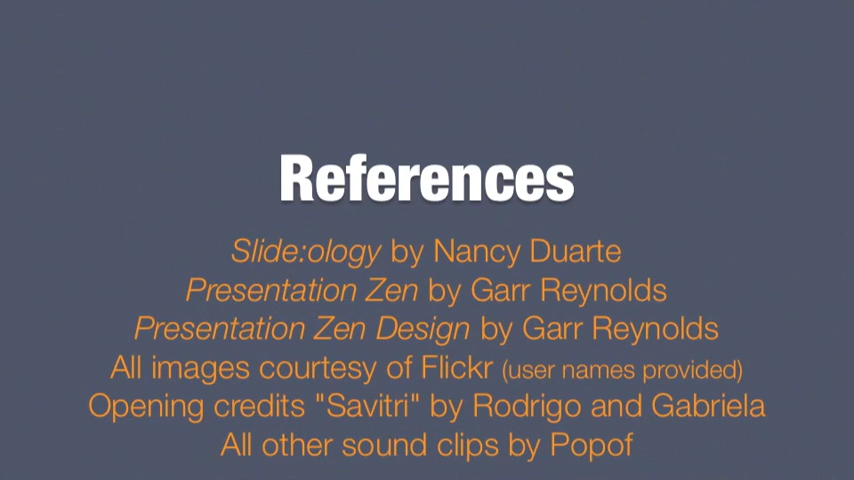 References
Slide:ology by Nancy Duarte
Presentation Zen by Garr Reynolds
Presentation Zen Design by Garr Reynolds
All images courtesy of Flickr (user names provided)
Opening credits "Savitri" by Rodrigo and Gabriela
All other sound clips by Popof